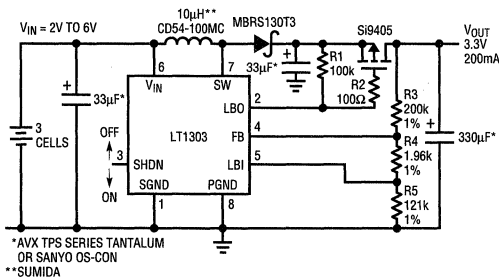 VIN = 2V TO 6V
10µH**
CD54-100MC
MBRS130T3
Si9405
VOUT
3.3V
200mA
+
33µF*
6
7
VIN
SW
+
33µF*
R1
100k
R2
100Ω
R3
200k
1%
+
330µF*
LBO
2
3
CELLS
OFF
LT1303
FB
4
R4
1.96k
1%
3
SHDN
LBI
5
ON
SGND
PGND
R5
121k
1%
1
8
*AVX TPS SERIES TANTALUM
OR SANYO OS-CON
**SUMIDA